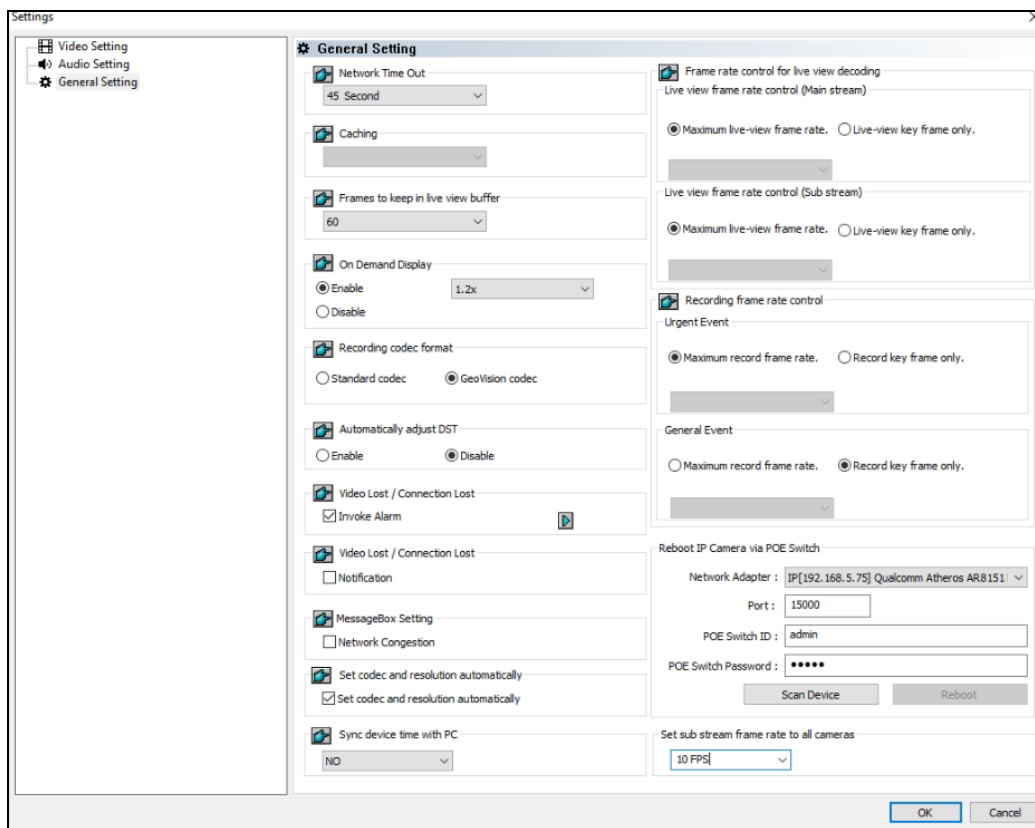 Settings
Video Setting
Audio Setting
General Setting
General Setting
Network Time Out
45 Second
Caching
Frames to keep in live view buffer
60
On Demand Display
Enable
1.2x
Disable
Recording codec format
Standard codec
GeoVision codec
Automatically adjust DST
Enable
Disable
Video Lost / Connection Lost
Invoke Alarm
Video Lost / Connection Lost
Notification
MessageBox Setting
Network Congestion
Set codec and resolution automatically
Set codec and resolution automatically
Sync device time with PC
NO
Frame rate control for live view decoding
Live view frame rate control (Main stream)
Maximum live-view frame rate.
Live-view key frame only.
Live view frame rate control (Sub stream)
Maximum live-view frame rate.
Live-view key frame only.
Recording frame rate control
Urgent Event
Maximum record frame rate.
Record key frame only.
General Event
Maximum record frame rate.
Record key frame only.
Reboot IP Camera via POE Switch
Network Adapter : IP[192.168.5.75] Qualcomm Atheros AR8151
Port : 15000
POE Switch ID : admin
POE Switch Password : •••••
Scan Device
Reboot
Set sub stream frame rate to all cameras
10 FPS
OK
Cancel